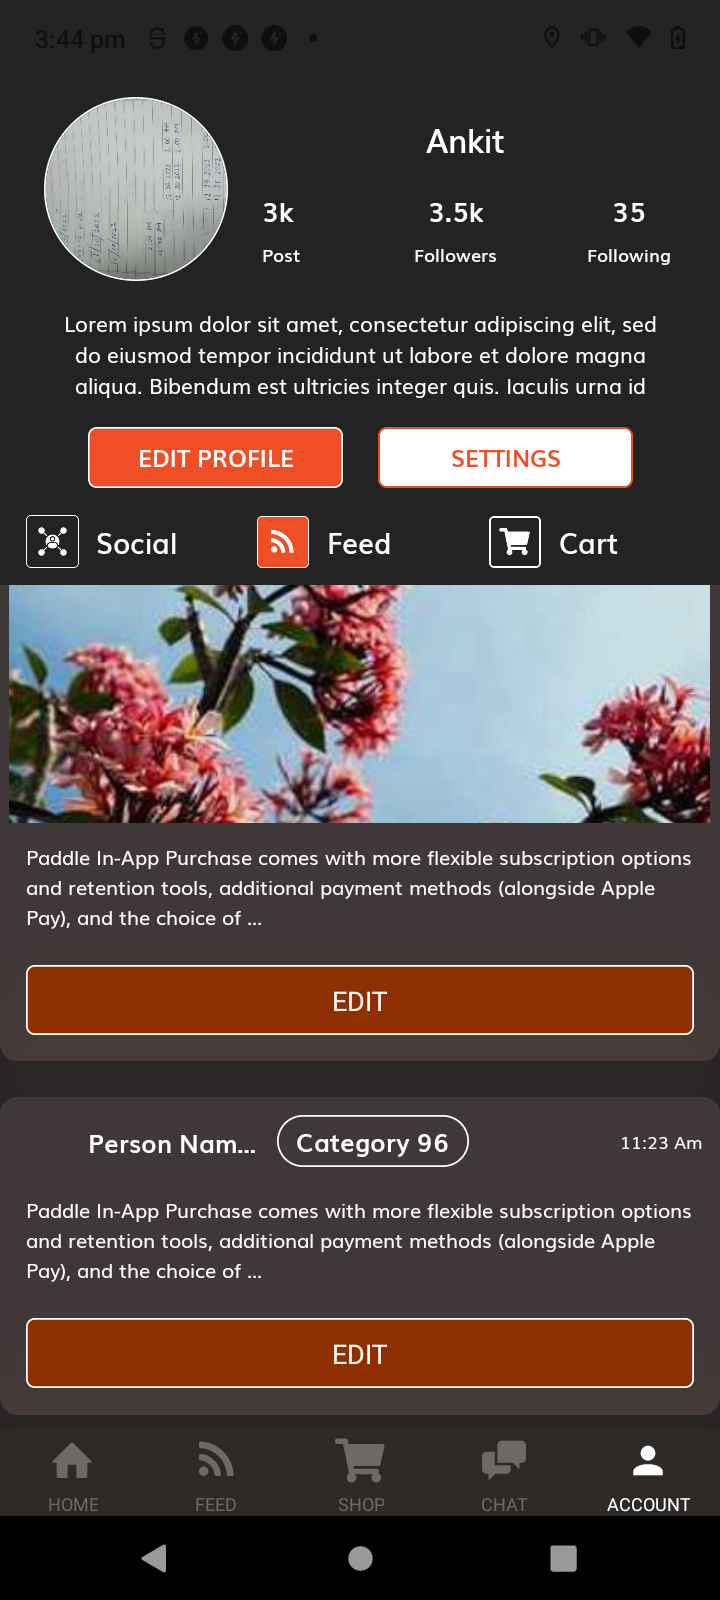 3:44 pm
Ankit
3k
3.5k
35
Post
Followers
Following
Lorem ipsum dolor sit amet, consectetur adipiscing elit, sed
do eiusmod tempor incididunt ut labore et dolore magna
aliqua. Bibendum est ultricies integer quis. Iaculis urna id
EDIT PROFILE
SETTINGS
Social
Feed
Cart
Paddle In-App Purchase comes with more flexible subscription options
and retention tools, additional payment methods (alongside Apple
Pay), and the choice of ...
EDIT
Person Nam...
Category 96
11:23 Am
Paddle In-App Purchase comes with more flexible subscription options
and retention tools, additional payment methods (alongside Apple
Pay), and the choice of ...
EDIT
HOME
FEED
SHOP
CHAT
ACCOUNT